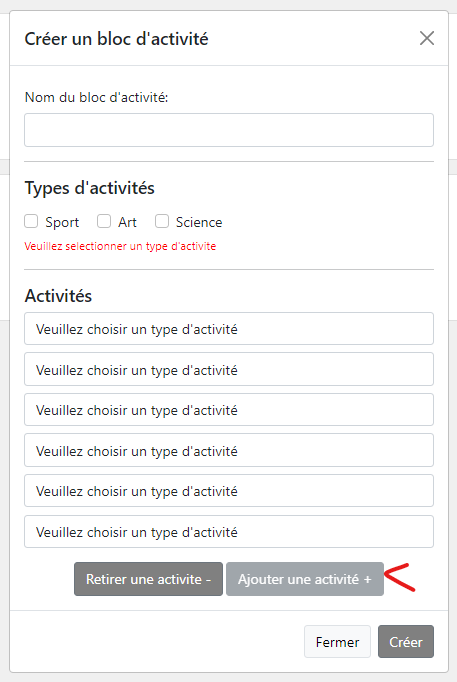 Créer un bloc d'activité
Nom du bloc d'activité:
Types d'activités
Sport Art Science
Veuillez selectionner un type d'activite
Activités
Veuillez choisir un type d'activité
Veuillez choisir un type d'activité
Veuillez choisir un type d'activité
Veuillez choisir un type d'activité
Veuillez choisir un type d'activité
Veuillez choisir un type d'activité
Retirer une activite - Ajouter une activité +
Fermer Créer